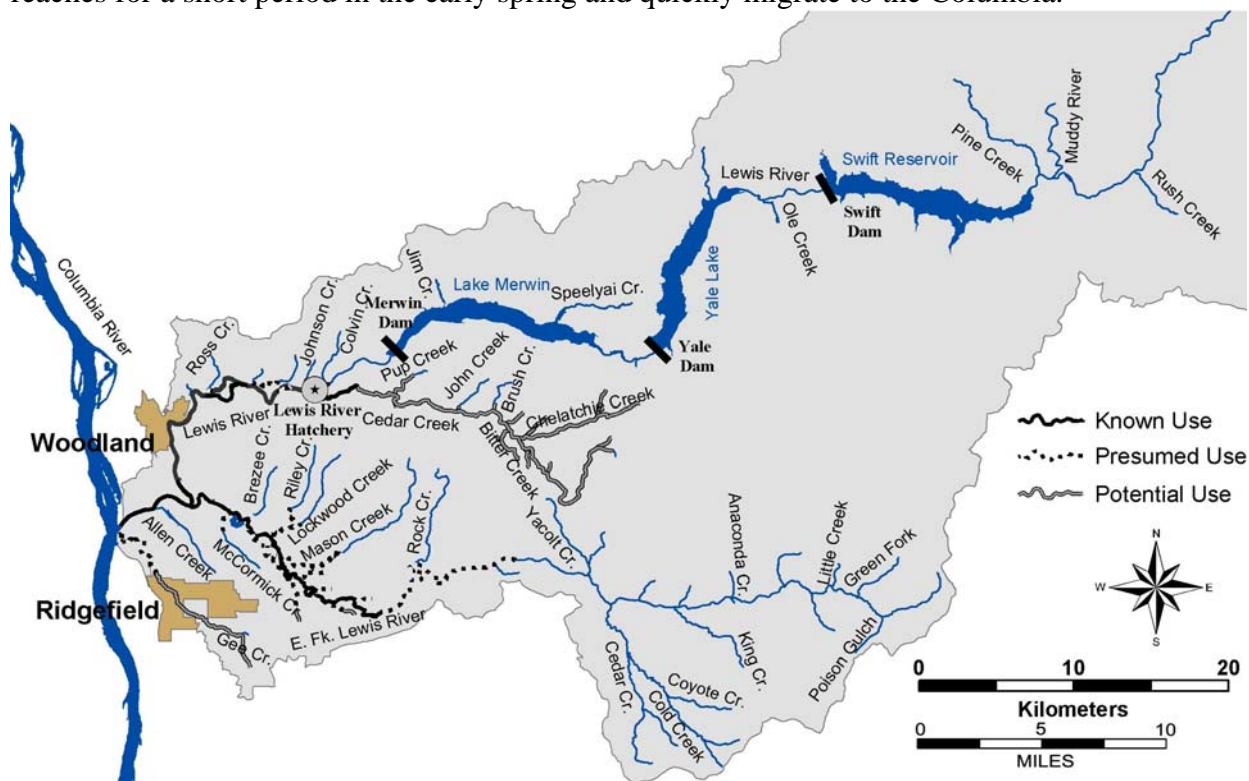 reaches for a short period in the early spring and quickly migrate to the Columbia.
Columbia River
Pine Creek
Muddy River
Rush Creek
Swift Reservoir
Lewis River
Swift
Dam
Ole Creek
Yale Lake
Yale
Dam
Jim Cr.
Lake Merwin
Speelyai Cr.
Merwin
Dam
Ross Cr.
Johnson Cr.
Colvin Cr.
Pup Creek
John Creek
Brush Cr.
Chelatchie Creek
Lewis River
Lewis River
Hatchery
Cedar Creek
Bitter Creek
Woodland
Brezee Cr.
Riley Cr.
Lockwood Creek
Mason Creek
Rock Cr.
Yacolt Cr.
Allen Creek
McCormick Cr.
Ridgefield
Gee Cr.
E. Fk. Lewis River
Anaconda Cr.
Little Creek
Green Fork
King Cr.
Poison Gulch
Cedar Cr.
Cold Creek
Coyote Cr.
Known Use
Presumed Use
Potential Use
N
W E
S
0 10 20
Kilometers
0 5 10
MILES